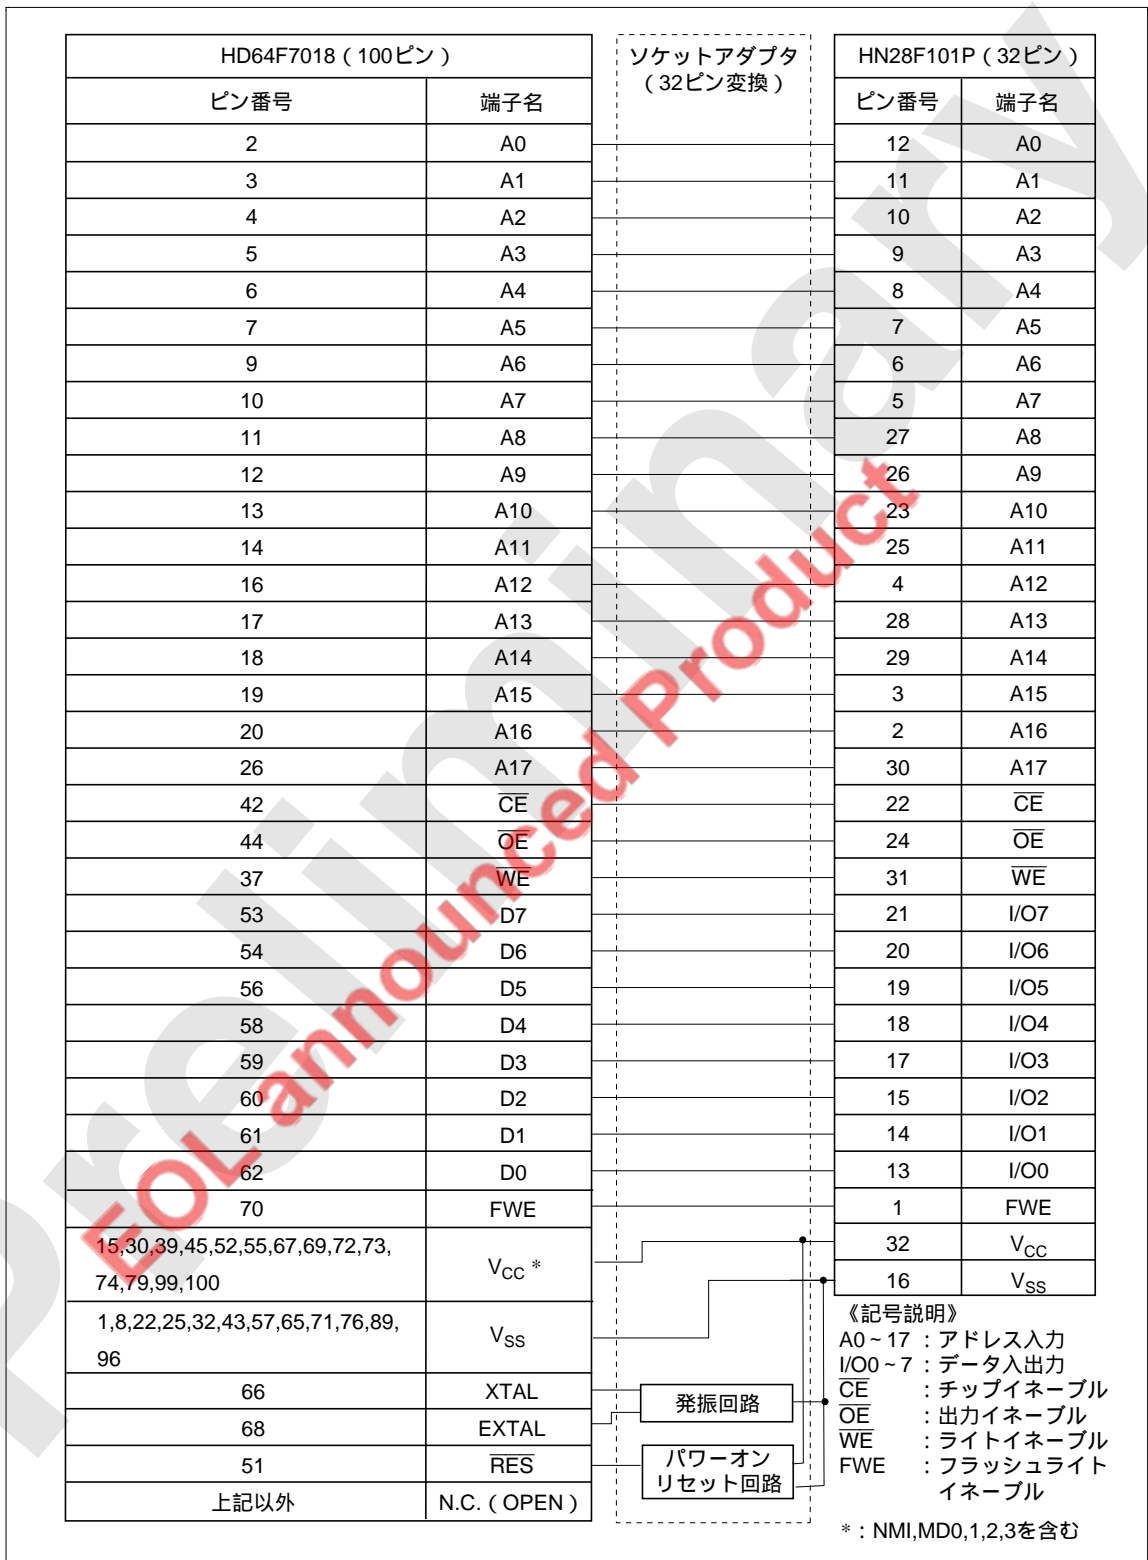 HD64F7018（100ピン） ソケットアダプタ HN28F101P（32ピン）
（32ピン変換）
ピン番号 端子名 ピン番号 端子名
2 A0 12 A0
3 A1 11 A1
4 A2 10 A2
5 A3 9 A3
6 A4 8 A4
7 A5 7 A5
9 A6 6 A6
10 A7 5 A7
11 A8 27 A8
12 A9 26 A9
13 A10 23 A10
14 A11 25 A11
16 A12 4 A12
17 A13 28 A13
18 A14 29 A14
19 A15 3 A15
20 A16 2 A16
26 A17 30 A17
42 C̅E̅ 22 C̅E̅
44 O̅E̅ 24 O̅E̅
37 W̅E̅ 31 W̅E̅
53 D7 21 I/O7
54 D6 20 I/O6
56 D5 19 I/O5
58 D4 18 I/O4
59 D3 17 I/O3
60 D2 15 I/O2
61 D1 14 I/O1
62 D0 13 I/O0
70 FWE 1 FWE
15,30,39,45,52,55,67,69,72,73,
74,79,99,100 VCC * 32 VCC
16 VSS
1,8,22,25,32,43,57,65,71,76,89,
96 VSS
66 XTAL 発振回路
68 EXTAL
51 R̅E̅S̅ パワーオン
リセット回路
上記以外 N.C.（OPEN）
《記号説明》
A0～17 ：アドレス入力
I/O0～7 ：データ入出力
C̅E̅ ：チップイネーブル
O̅E̅ ：出力イネーブル
W̅E̅ ：ライトイネーブル
FWE ：フラッシュライト
イネーブル
*：NMI,MD0,1,2,3を含む
Preliminary
EOL announced Product